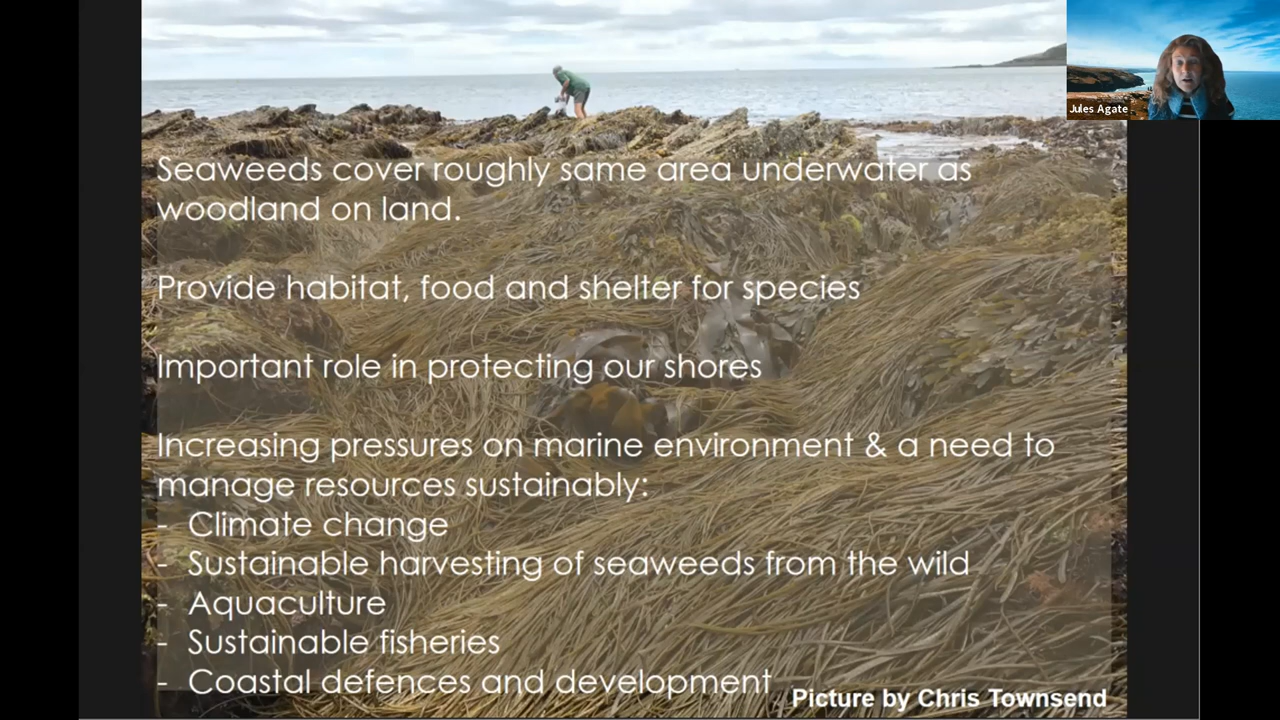 Jules Agate
Seaweeds cover roughly same area underwater as
woodland on land.
Provide habitat, food and shelter for species
Important role in protecting our shores
Increasing pressures on marine environment & a need to
manage resources sustainably:
- Climate change
- Sustainable harvesting of seaweeds from the wild
- Aquaculture
- Sustainable fisheries
- Coastal defences and development
Picture by Chris Townsend